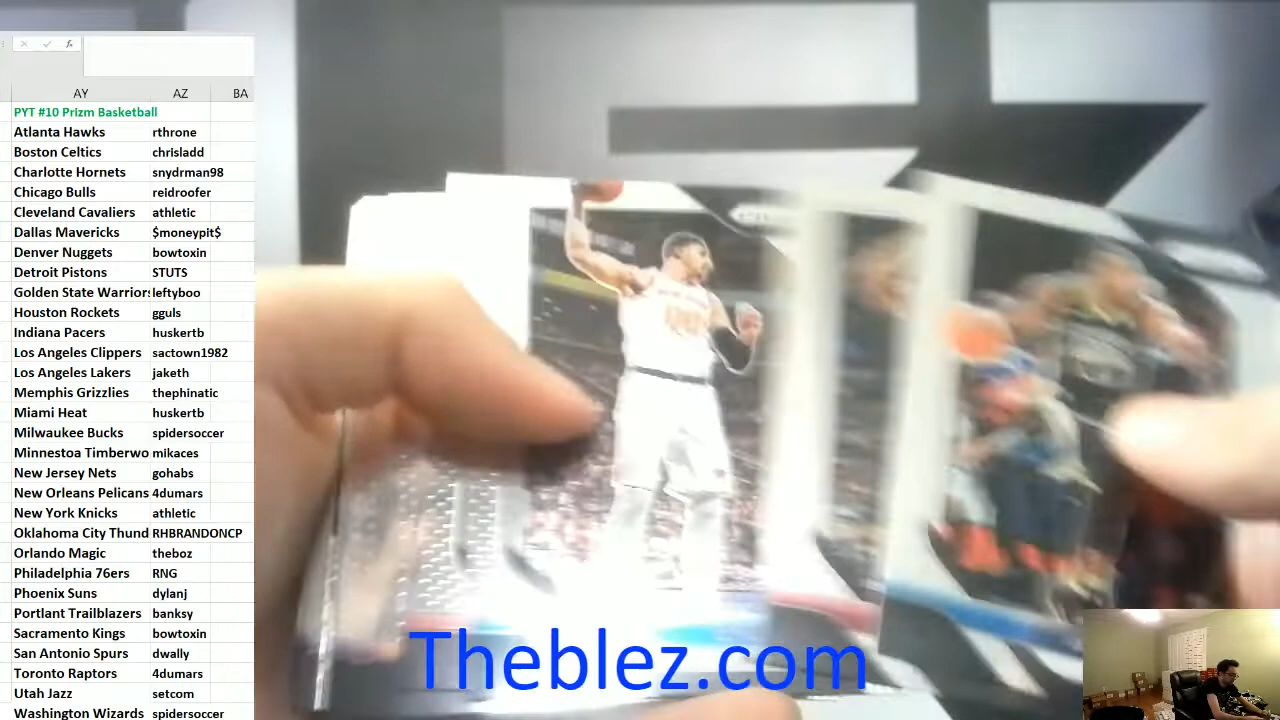 fx
AY AZ BA
PYT #10 Prizm Basketball
Atlanta Hawks rthrone
Boston Celtics chrisladd
Charlotte Hornets snydrman98
Chicago Bulls reidroofer
Cleveland Cavaliers athletic
Dallas Mavericks $moneypit$
Denver Nuggets bowtoxin
Detroit Pistons STUTS
Golden State Warriors leftyboo
Houston Rockets gguls
Indiana Pacers huskertb
Los Angeles Clippers sactown1982
Los Angeles Lakers jaketh
Memphis Grizzlies thephinatic
Miami Heat huskertb
Milwaukee Bucks spidersoccer
Minnestoa Timberwo mikaces
New Jersey Nets gohabs
New Orleans Pelicans 4dumars
New York Knicks athletic
Oklahoma City Thund RHBRANDONCP
Orlando Magic theboz
Philadelphia 76ers RNG
Phoenix Suns dylanj
Portlant Trailblazers banksy
Sacramento Kings bowtoxin
San Antonio Spurs dwally
Toronto Raptors 4dumars
Utah Jazz setcom
Washington Wizards spidersoccer
Theblez.com